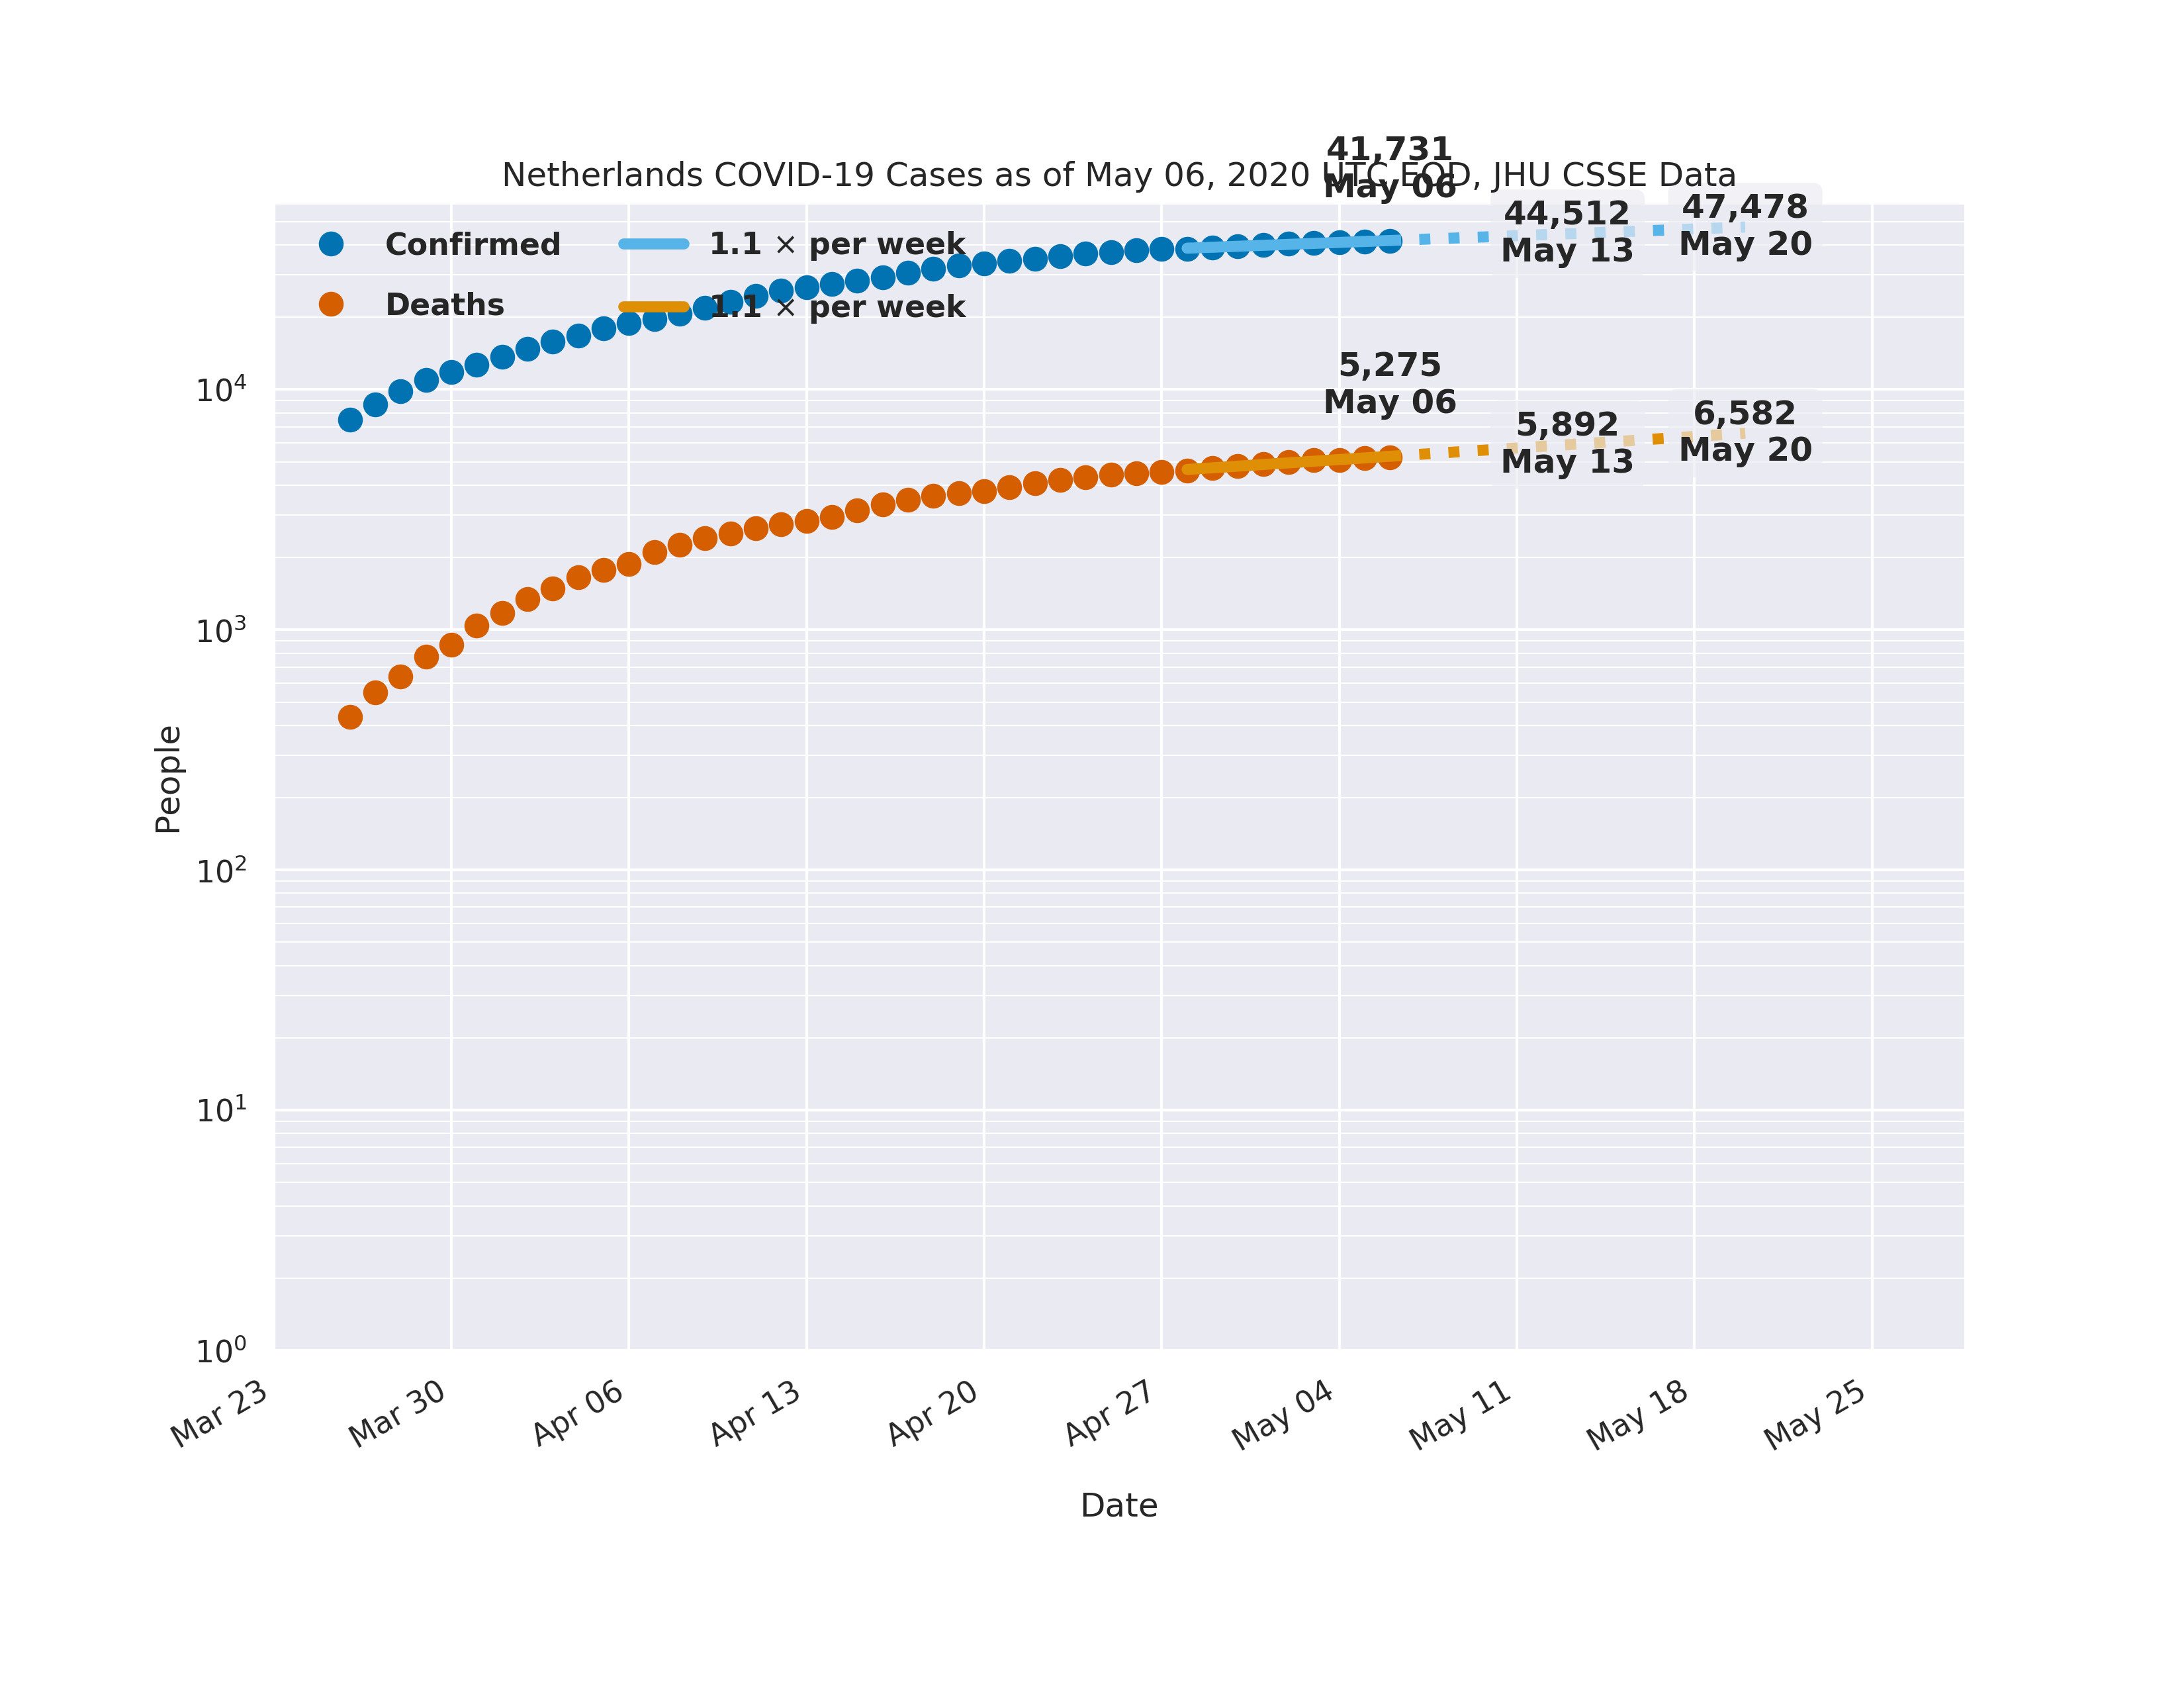 41,731
May 06
Netherlands COVID-19 Cases as of May 06, 2020 UTC EOD, JHU CSSE Data
44,512
May 13
47,478
May 20
Confirmed
1.1 × per week
Deaths
1.1 × per week
5,275
May 06
5,892
May 13
6,582
May 20
10⁴
10³
10²
10¹
10⁰
People
Mar 23
Mar 30
Apr 06
Apr 13
Apr 20
Apr 27
May 04
May 11
May 18
May 25
Date